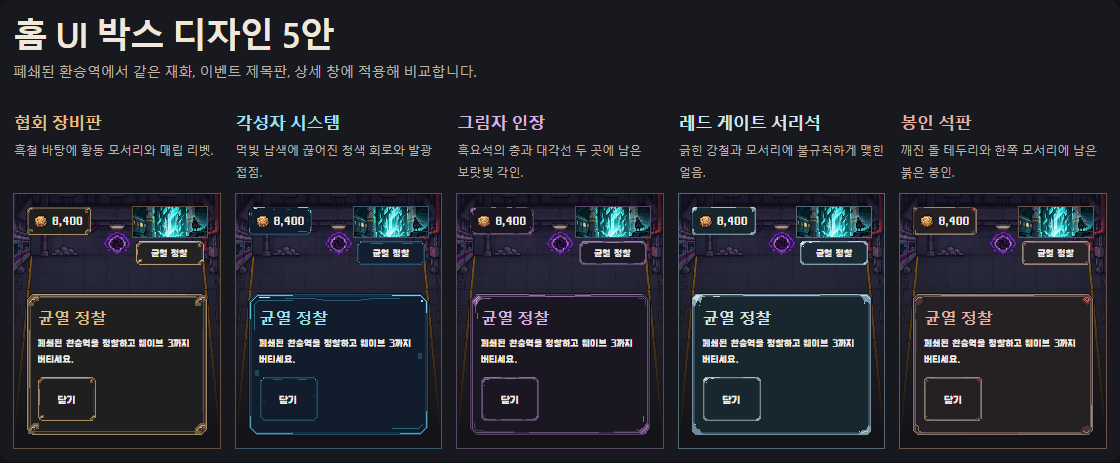 홈 UI 박스 디자인 5안
폐쇄된 환승역에서 같은 재화, 이벤트 제목판, 상세 창에 적용해 비교합니다.
협회 장비판
흑철 바탕에 황동 모서리와 매립 리벳.
8,400
균열 정찰
균열 정찰
폐쇄된 환승역을 정찰하고 웨이브 3까지
버티세요.
닫기
각성자 시스템
먹빛 남색에 끊어진 청색 회로와 발광
접점.
8,400
균열 정찰
균열 정찰
폐쇄된 환승역을 정찰하고 웨이브 3까지
버티세요.
닫기
그림자 인장
흑요석의 층과 대각선 두 곳에 남은
보랏빛 각인.
8,400
균열 정찰
균열 정찰
폐쇄된 환승역을 정찰하고 웨이브 3까지
버티세요.
닫기
레드 게이트 서리석
긁힌 강철과 모서리에 불규칙하게 맺힌
얼음.
8,400
균열 정찰
균열 정찰
폐쇄된 환승역을 정찰하고 웨이브 3까지
버티세요.
닫기
봉인 석판
깨진 돌 테두리와 한쪽 모서리에 남은
붉은 봉인.
8,400
균열 정찰
균열 정찰
폐쇄된 환승역을 정찰하고 웨이브 3까지
버티세요.
닫기